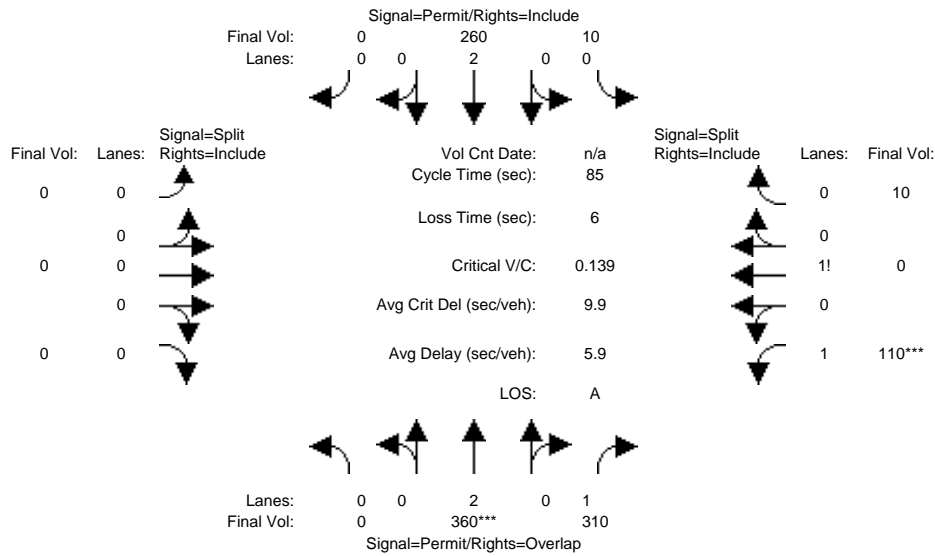 Signal=Permit/Rights=Include
Final Vol: 0 260 10
Lanes: 0 0 2 0 0
Signal=Split Signal=Split
Final Vol: Lanes: Rights=Include Vol Cnt Date: n/a Rights=Include Lanes: Final Vol:
Cycle Time (sec): 85
0 0 0 10
Loss Time (sec): 6
0 0
0 0 Critical V/C: 0.139 1! 0
0 Avg Crit Del (sec/veh): 9.9 0
0 0 Avg Delay (sec/veh): 5.9 1 110***
LOS: A
Lanes: 0 0 2 0 1
Final Vol: 0 360*** 310
Signal=Permit/Rights=Overlap